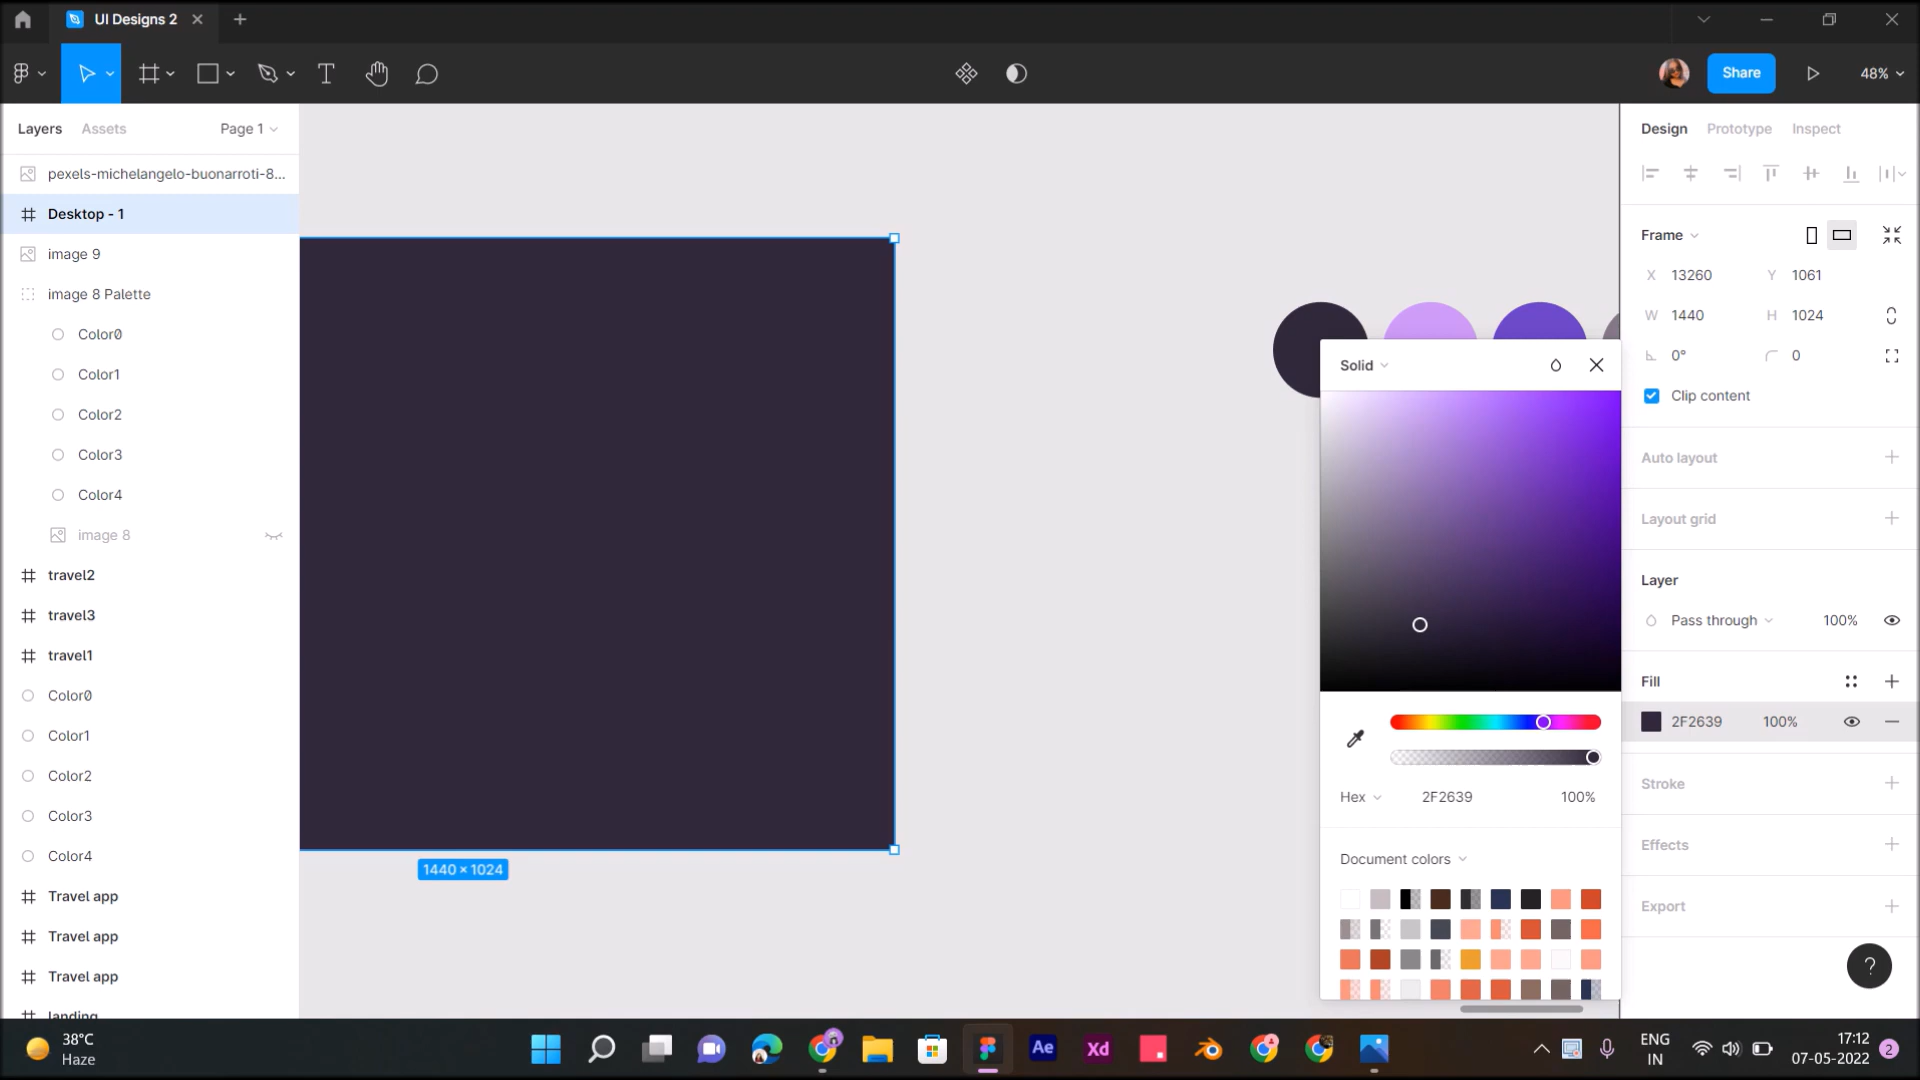 UI Designs 2
Share
48%
Layers
Assets
Page 1
pexels-michelangelo-buonarroti-8...
Desktop - 1
image 9
image 8 Palette
Color0
Color1
Color2
Color3
Color4
image 8
travel2
travel3
travel1
Color0
Color1
Color2
Color3
Color4
Travel app
Travel app
Travel app
landing
1440 × 1024
Solid
Hex 2F2639 100%
Document colors
Design Prototype Inspect
Frame
X 13260 Y 1061
W 1440 H 1024
0° 0
Clip content
Auto layout
Layout grid
Layer
Pass through 100%
Fill
2F2639 100%
Stroke
Effects
Export
?
38°C
Haze
Ae
Xd
ENG
IN
17:12
07-05-2022
2